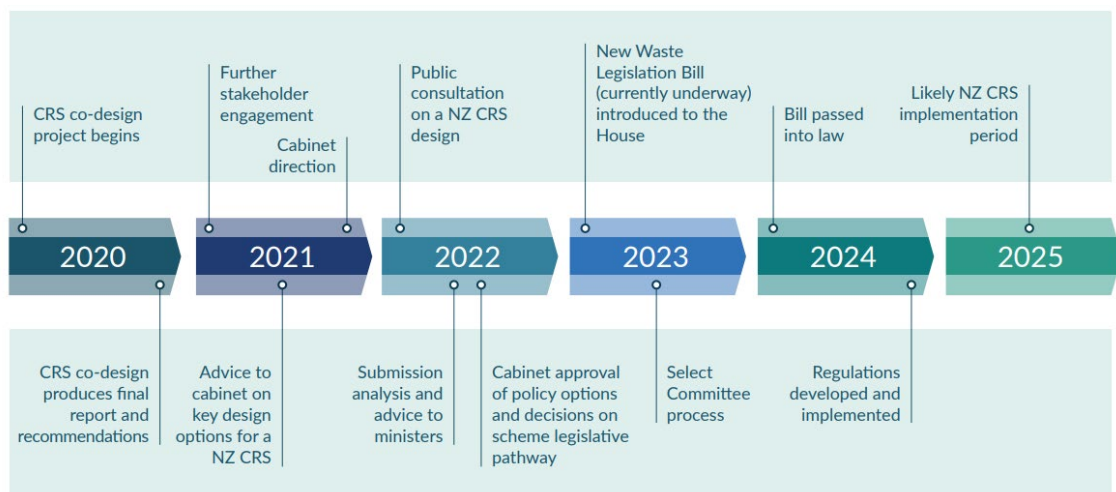 CRS co-design
project begins
Further
stakeholder
engagement
Cabinet
direction
Public
consultation
on a NZ CRS
design
New Waste
Legislation Bill
(currently underway)
introduced to the
House
Bill passed
into law
Likely NZ CRS
implementation
period
2020
2021
2022
2023
2024
2025
CRS co-design
produces final
report and
recommendations
Advice to
cabinet on
key design
options for a
NZ CRS
Submission
analysis and
advice to
ministers
Cabinet approval
of policy options
and decisions on
scheme legislative
pathway
Select
Committee
process
Regulations
developed and
implemented